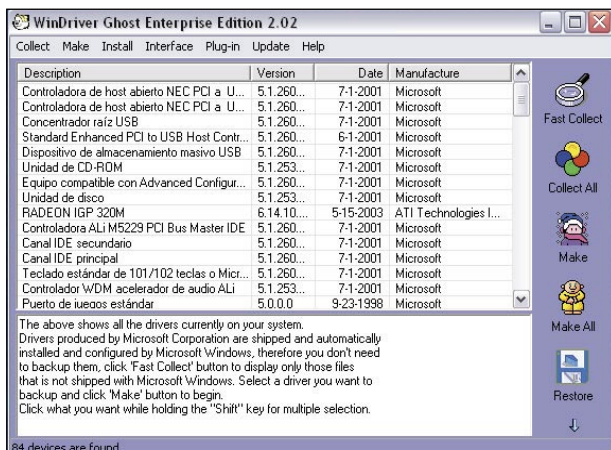 WinDriver Ghost Enterprise Edition 2.02
Collect Make Install Interface Plug-in Update Help
Description Version Date Manufacture
Controladora de host abierto NEC PCI a U... 5.1.260... 7-1-2001 Microsoft
Controladora de host abierto NEC PCI a U... 5.1.260... 7-1-2001 Microsoft
Concentrador raíz USB 5.1.260... 7-1-2001 Microsoft
Standard Enhanced PCI to USB Host Contr... 5.1.260... 6-1-2001 Microsoft
Dispositivo de almacenamiento masivo USB 5.1.260... 7-1-2001 Microsoft
Unidad de CD-ROM 5.1.253... 7-1-2001 Microsoft
Equipo compatible con Advanced Configur... 5.1.260... 7-1-2001 Microsoft
Unidad de disco 5.1.253... 7-1-2001 Microsoft
RADEON IGP 320M 6.14.10.... 5-15-2003 ATI Technologies I...
Controladora ALi M5229 PCI Bus Master IDE 5.1.260... 7-1-2001 Microsoft
Canal IDE secundario 5.1.260... 7-1-2001 Microsoft
Canal IDE principal 5.1.260... 7-1-2001 Microsoft
Teclado estándar de 101/102 teclas o Micr... 5.1.260... 7-1-2001 Microsoft
Controlador WDM acelerador de audio ALi 5.1.253... 7-1-2001 Microsoft
Puerto de juegos estándar 5.0.0.0 9-23-1998 Microsoft
Fast Collect
Collect All
Make
Make All
Restore
The above shows all the drivers currently on your system.
Drivers produced by Microsoft Corporation are shipped and automatically
installed and configured by Microsoft Windows, therefore you don't need
to backup them, click 'Fast Collect' button to display only those files
that is not shipped with Microsoft Windows. Select a driver you want to
backup and click 'Make' button to begin.
Click what you want while holding the "Shift" key for multiple selection.
84 devices are found